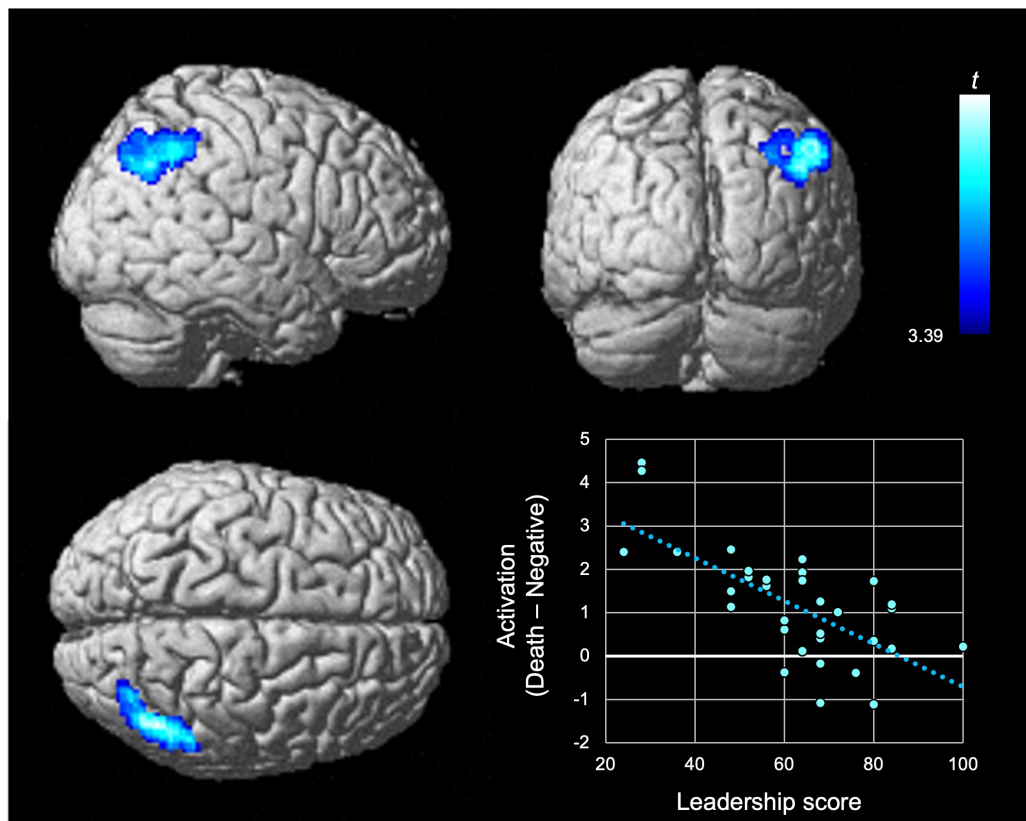 t
3.39
5
4
3
2
1
0
-1
-2
Activation
(Death – Negative)
20 40 60 80 100
Leadership score